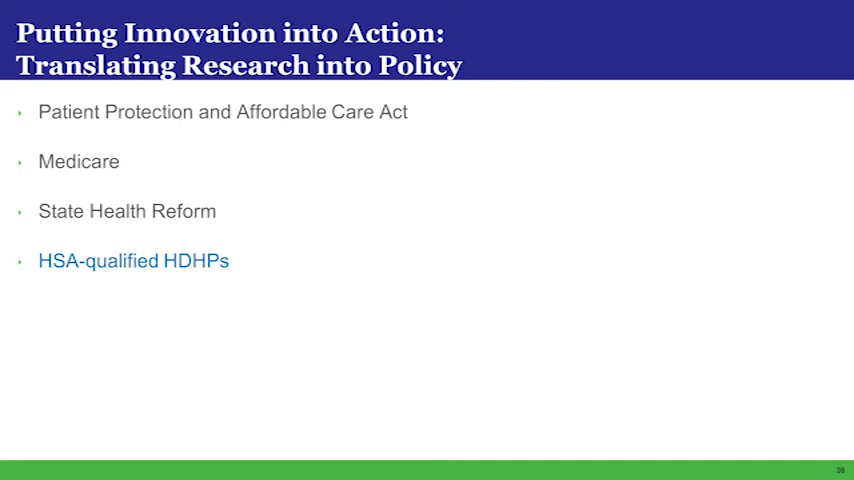 Putting Innovation into Action:
Translating Research into Policy
Patient Protection and Affordable Care Act
Medicare
State Health Reform
HSA-qualified HDHPs
36